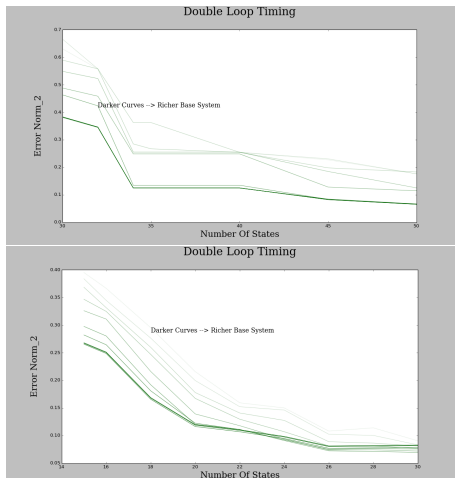 Double Loop Timing
0.7
0.6
0.5
0.4
0.3
0.2
0.1
0.0
Error Norm_2
Darker Curves --> Richer Base System
30 35 40 45 50
Number Of States
Double Loop Timing
0.40
0.35
0.30
0.25
0.20
0.15
0.10
0.05
Error Norm_2
Darker Curves --> Richer Base System
14 16 18 20 22 24 26 28 30
Number Of States